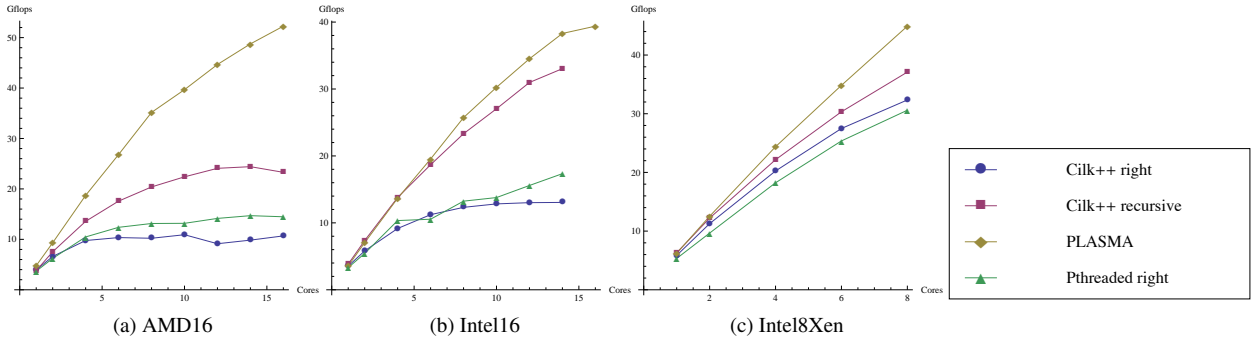 Gflops
50
40
30
20
10
5
10
15
Cores
(a) AMD16
Gflops
40
30
20
10
5
10
15
Cores
(b) Intel16
Gflops
40
30
20
10
2
4
6
8
Cores
(c) Intel8Xen
Cilk++ right
Cilk++ recursive
PLASMA
Pthreaded right